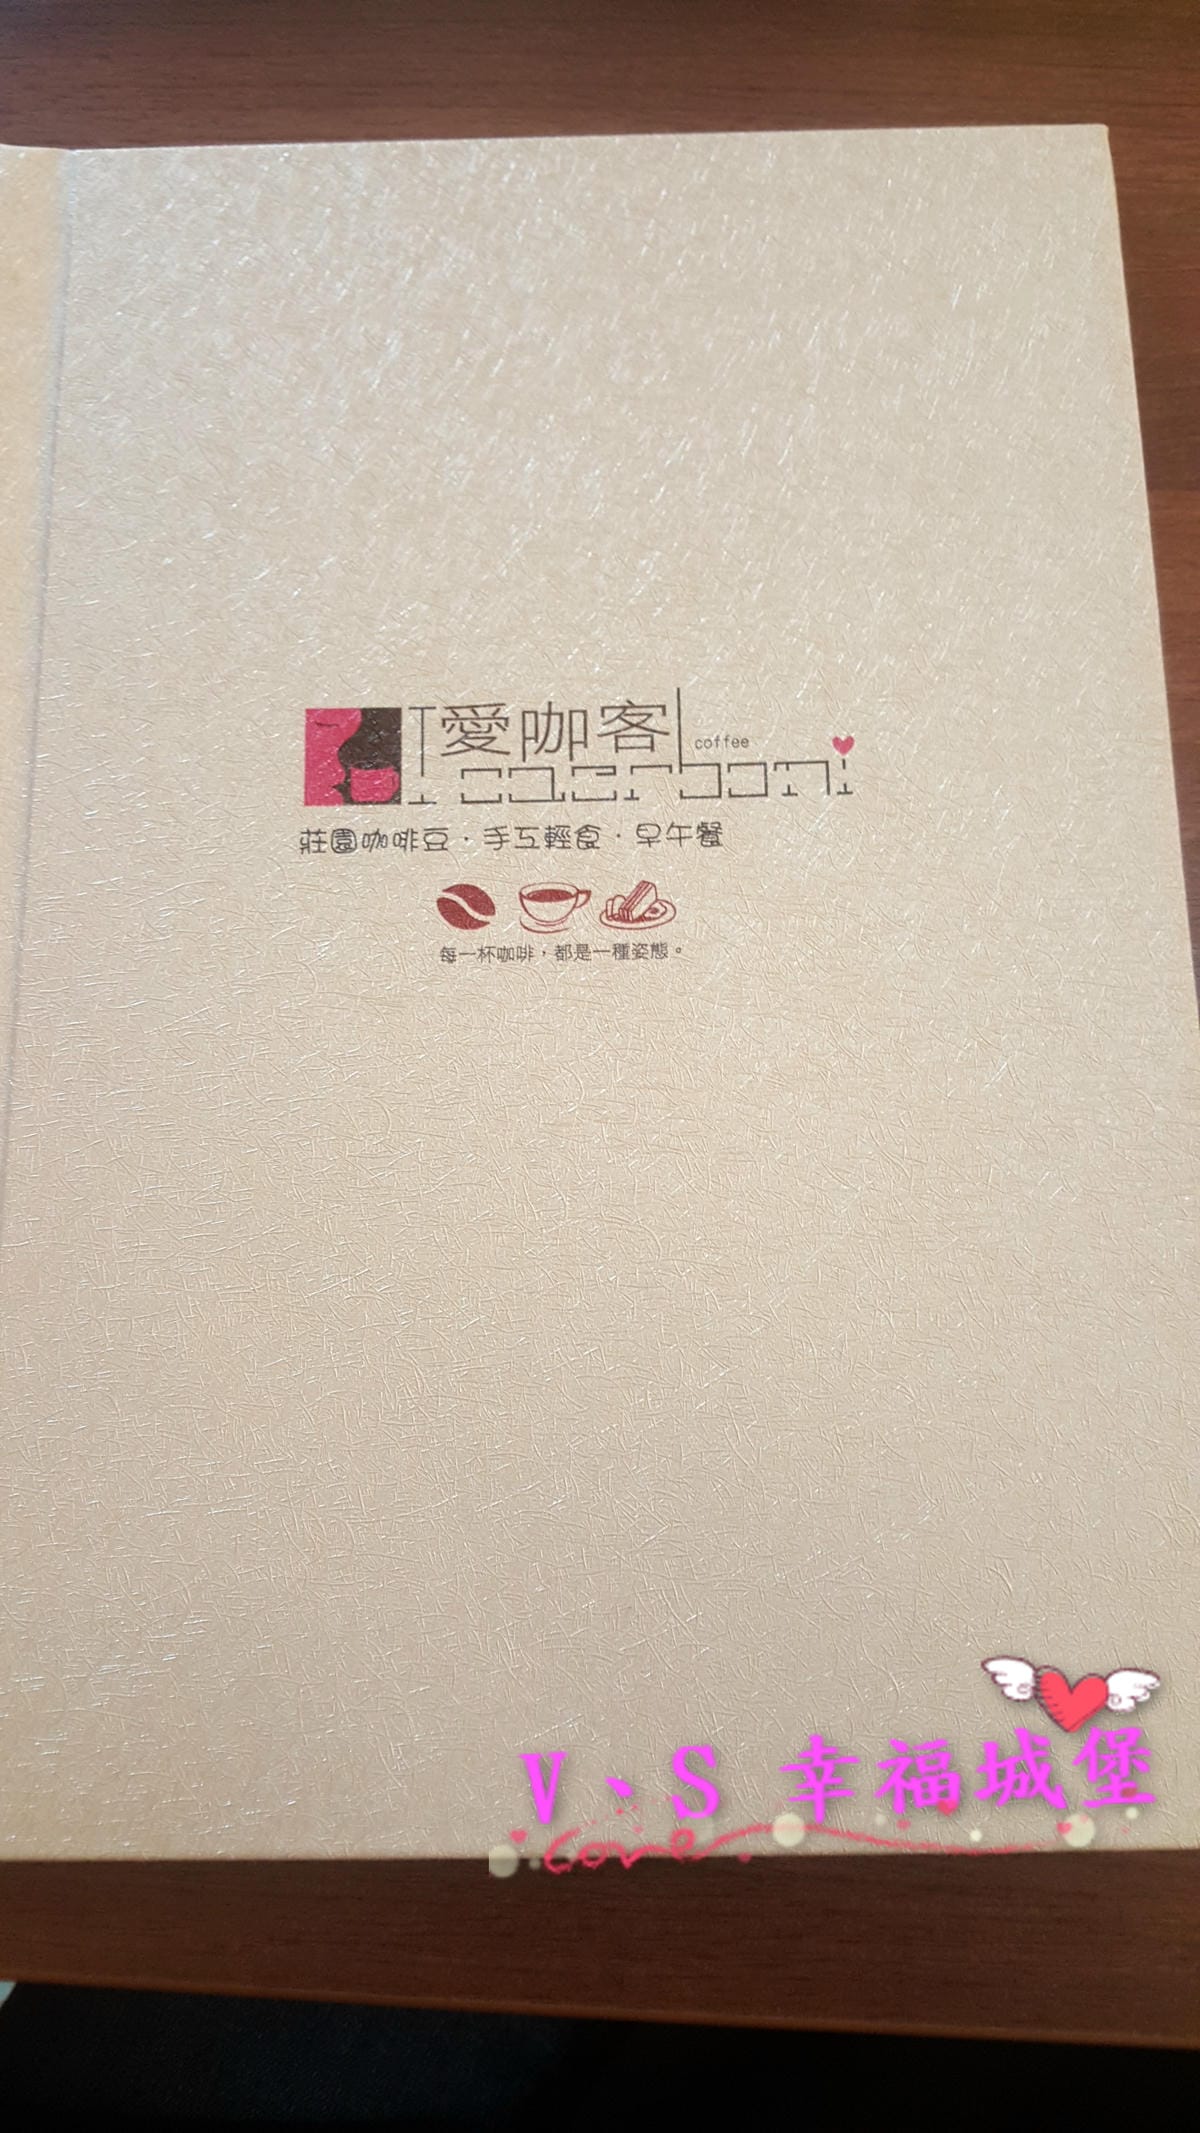 愛咖客
coffee
莊園咖啡豆·手工輕食·早午餐
每一杯咖啡，都是一種姿態。
V、S 幸福城堡
Love